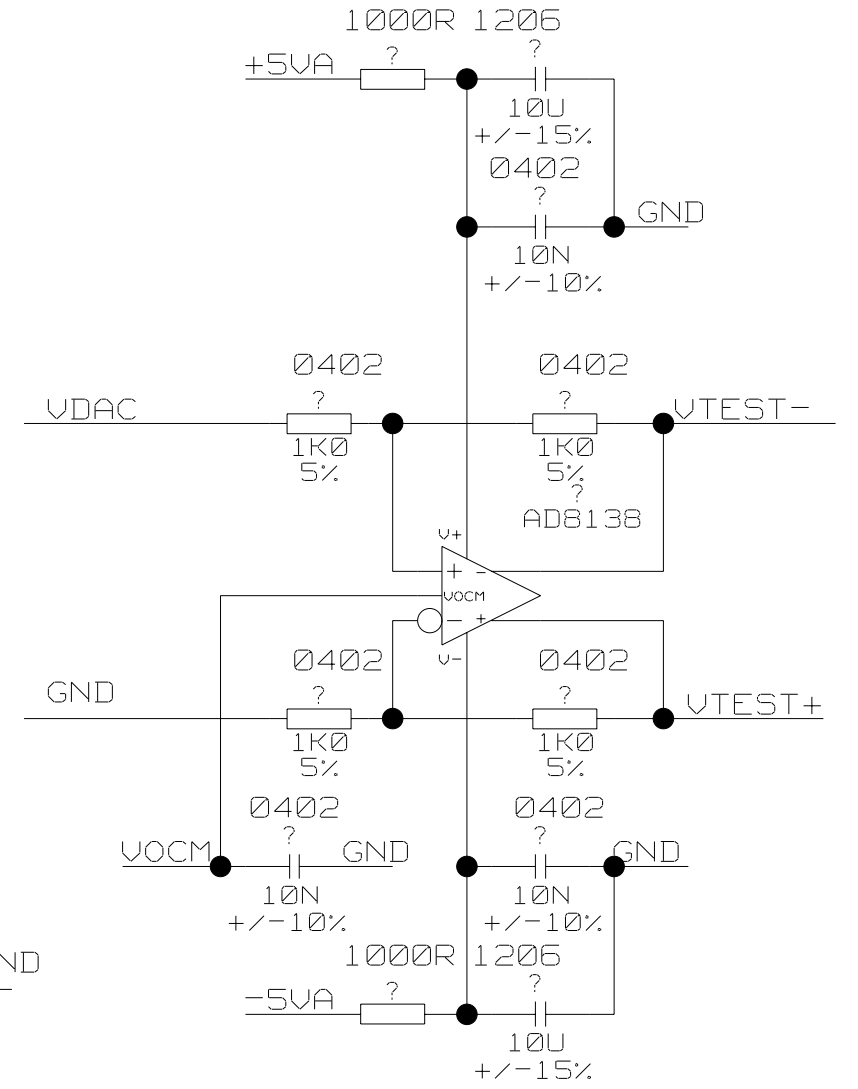 1000R 1206
+5VA ? ?
10U
+/-15%
0402
?
GND
10N
+/-10%
0402 0402
? ?
VDAC VTEST-
1K0 1K0
5% 5%
?
AD8138
V+
+ -
VOCM
- +
V-
0402 0402
GND ? ?
VTEST+
1K0 1K0
5% 5%
0402 0402
? ?
VOCM GND GND
10N 10N
+/-10% +/-10%
1000R 1206
ND
? ?
-5VA
10U
+/-15%